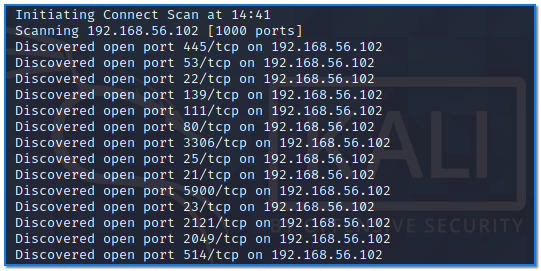 Initiating Connect Scan at 14:41
Scanning 192.168.56.102 [1000 ports]
Discovered open port 445/tcp on 192.168.56.102
Discovered open port 53/tcp on 192.168.56.102
Discovered open port 22/tcp on 192.168.56.102
Discovered open port 139/tcp on 192.168.56.102
Discovered open port 111/tcp on 192.168.56.102
Discovered open port 80/tcp on 192.168.56.102
Discovered open port 3306/tcp on 192.168.56.102
Discovered open port 25/tcp on 192.168.56.102
Discovered open port 21/tcp on 192.168.56.102
Discovered open port 5900/tcp on 192.168.56.102
Discovered open port 23/tcp on 192.168.56.102
Discovered open port 2121/tcp on 192.168.56.102
Discovered open port 2049/tcp on 192.168.56.102
Discovered open port 514/tcp on 192.168.56.102
KALI
SECURITY